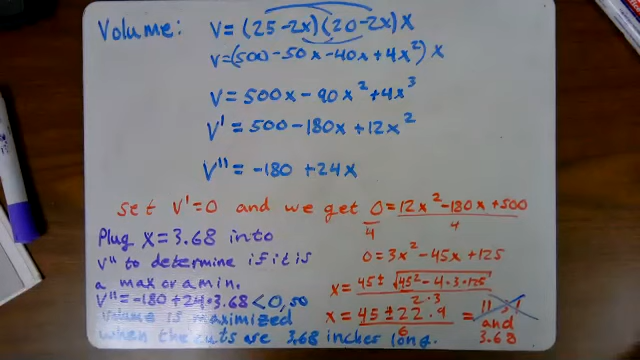 Volume: V=(25-2x)(20-2x)x
V=(500-50x-40x+4x²)x
V=500x-90x²+4x³
V'=500-180x+12x²
V''=-180+24x
Set V'=0 and we get 0/4=12x²-180x+500/4
0=3x²-45x+125
x=45±√45²-4·3·125/2·3
x=45±22.9/6=11.31 and 3.68
Plug x=3.68 into
V'' to determine if it is
a max or a min.
V''=-180+24·3.68<0, so
volume is maximized
when the cuts are 3.68 inches long.